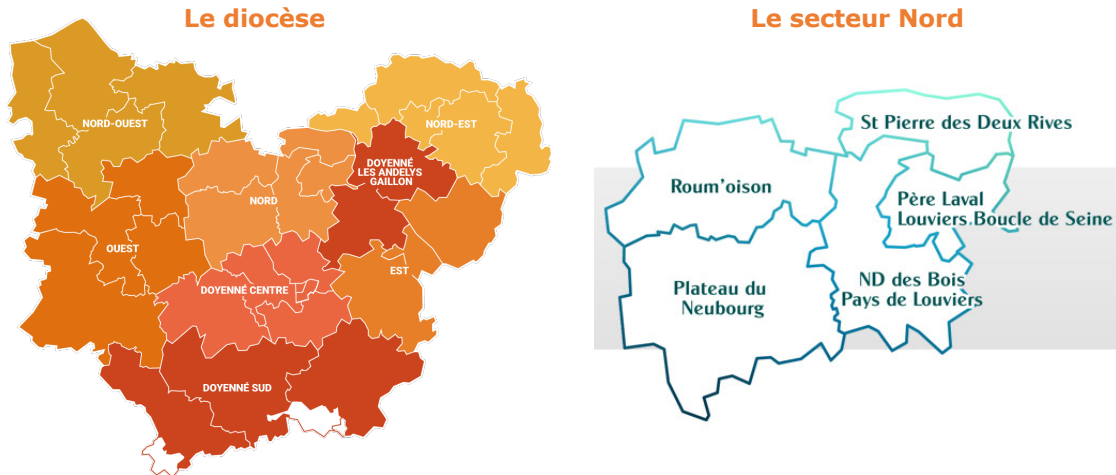 Le diocèse
NORD-OUEST
NORD-EST
DOYENNÉ
LES ANDELYS
GAILLON
NORD
OUEST
EST
DOYENNÉ CENTRE
DOYENNÉ SUD
Le secteur Nord
St Pierre des Deux Rives
Roum'oison
Père Laval
Louviers.Boucle de Seine
Plateau du
Neubourg
ND des Bois
Pays de Louviers